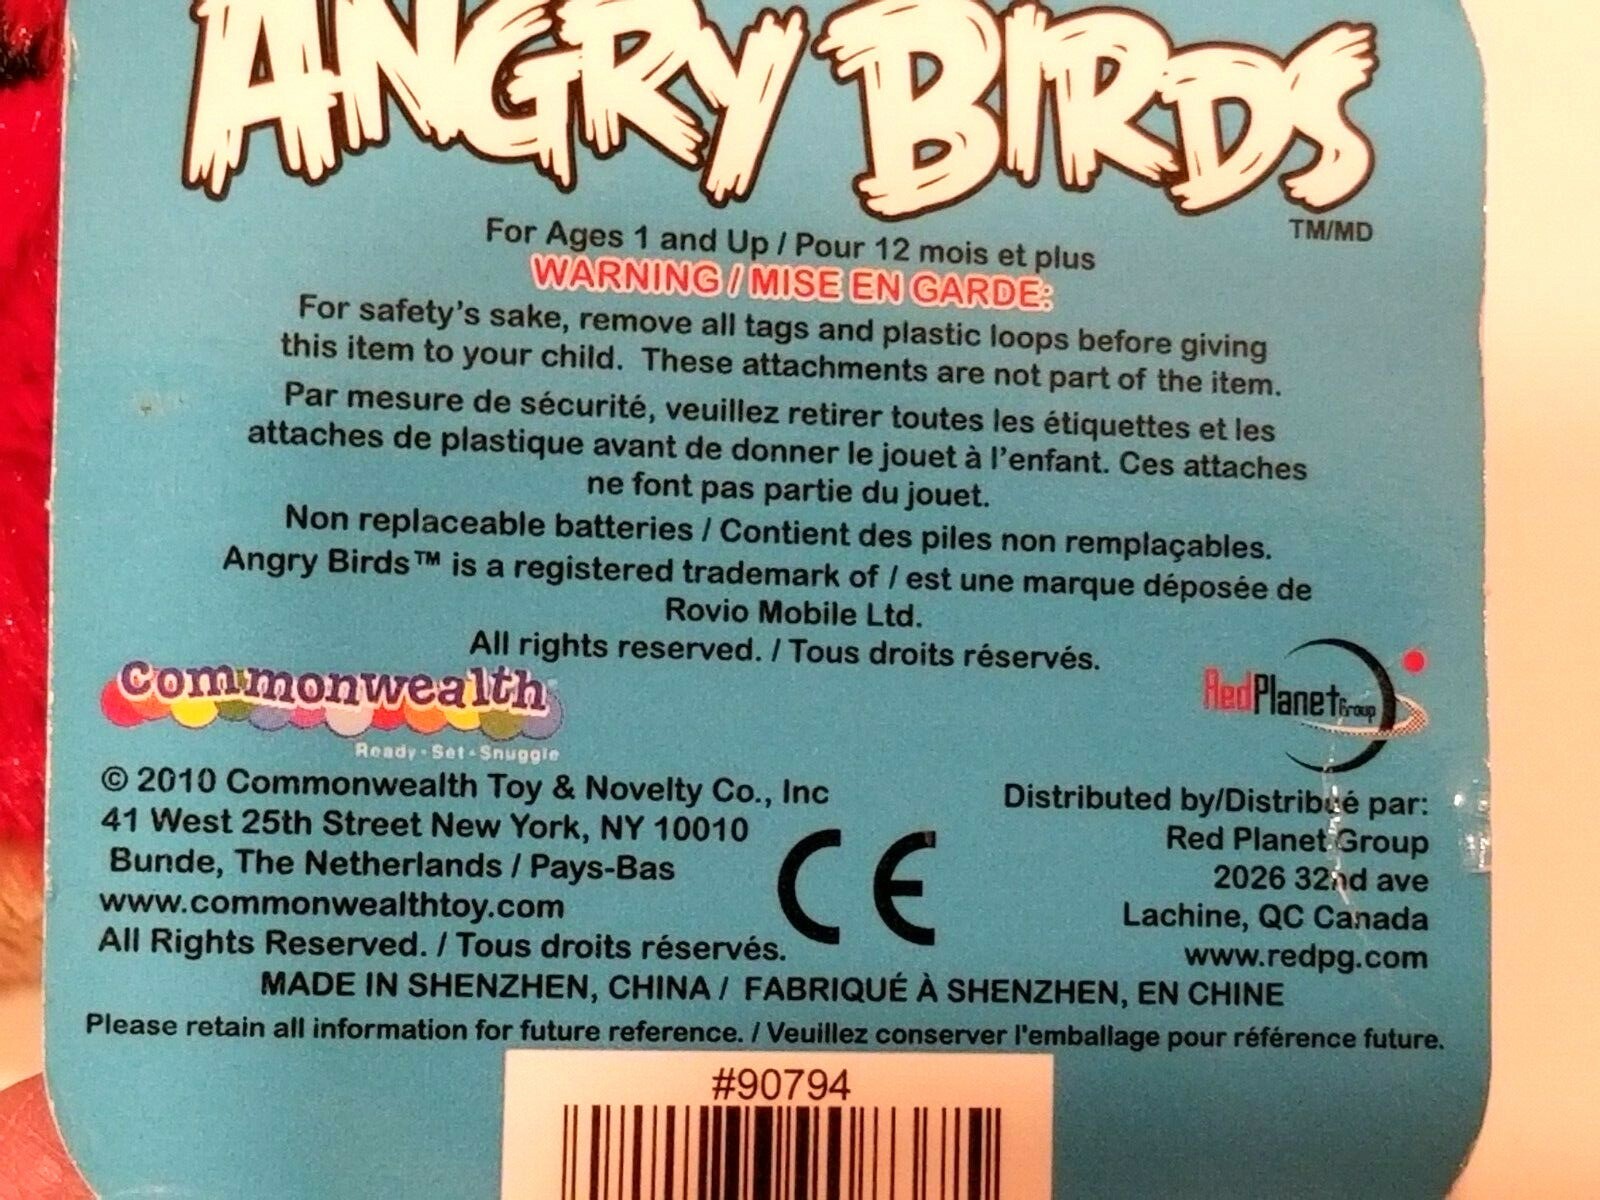 ANGRY BIRDS
TM/MD
For Ages 1 and Up / Pour 12 mois et plus
WARNING / MISE EN GARDE:
For safety's sake, remove all tags and plastic loops before giving
this item to your child. These attachments are not part of the item.
Par mesure de sécurité, veuillez retirer toutes les étiquettes et les
attaches de plastique avant de donner le jouet à l'enfant. Ces attaches
ne font pas partie du jouet.
Non replaceable batteries / Contient des piles non remplaçables.
Angry Birds™ is a registered trademark of / est une marque déposée de
Rovio Mobile Ltd.
All rights reserved. / Tous droits réservés.
Commonwealth
Ready - Set - Snuggle
© 2010 Commonwealth Toy & Novelty Co., Inc
41 West 25th Street New York, NY 10010
Bunde, The Netherlands / Pays-Bas
www.commonwealthtoy.com
All Rights Reserved. / Tous droits réservés.
CE
RedPlanet Group
Distributed by/Distribué par:
Red Planet Group
2026 32nd ave
Lachine, QC Canada
www.redpg.com
MADE IN SHENZHEN, CHINA / FABRIQUÉ À SHENZHEN, EN CHINE
Please retain all information for future reference. / Veuillez conserver l'emballage pour référence future.
#90794